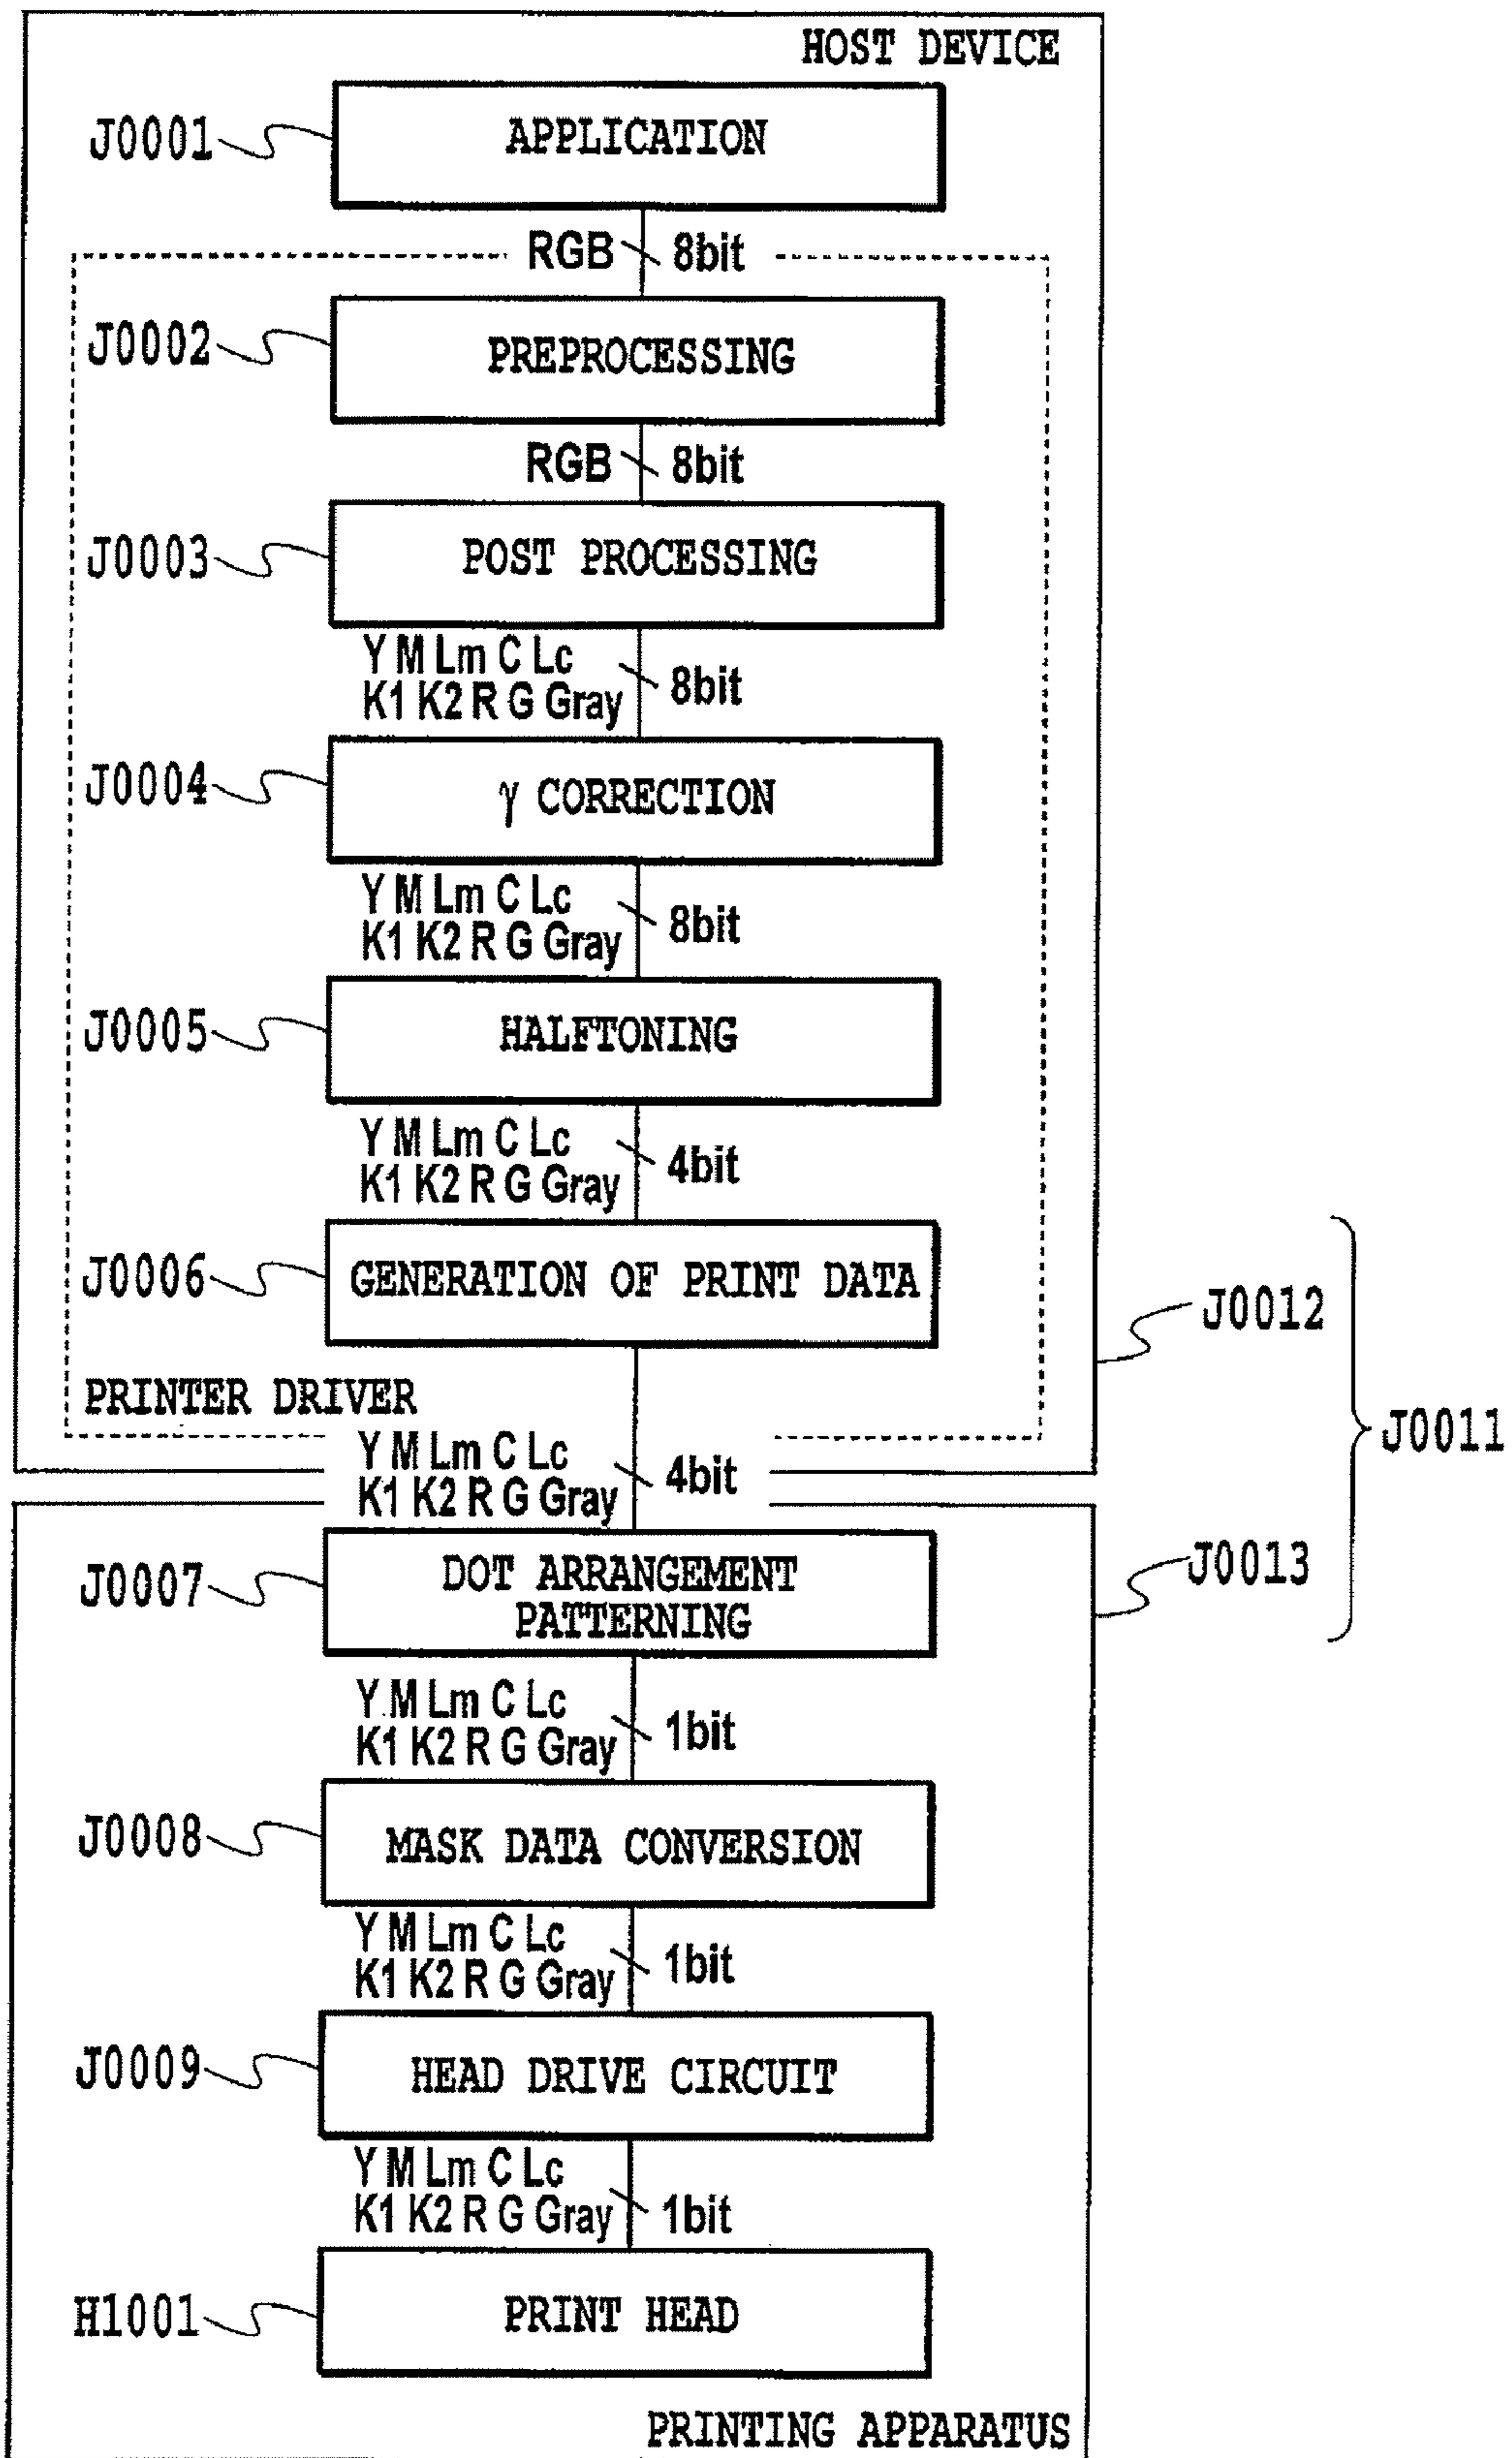 HOST DEVICE
J0001
APPLICATION
RGB 8bit
J0002
PREPROCESSING
RGB 8bit
J0003
POST PROCESSING
Y M Lm C Lc
K1 K2 R G Gray
8bit
J0004
γ CORRECTION
Y M Lm C Lc
K1 K2 R G Gray
8bit
J0005
HALFTONING
Y M Lm C Lc
K1 K2 R G Gray
4bit
J0006
GENERATION OF PRINT DATA
J0012
PRINTER DRIVER
J0011
Y M Lm C Lc
K1 K2 R G Gray
4bit
J0013
J0007
DOT ARRANGEMENT
PATTERNING
Y M Lm C Lc
K1 K2 R G Gray
1bit
J0008
MASK DATA CONVERSION
Y M Lm C Lc
K1 K2 R G Gray
1bit
J0009
HEAD DRIVE CIRCUIT
Y M Lm C Lc
K1 K2 R G Gray
1bit
H1001
PRINT HEAD
PRINTING APPARATUS